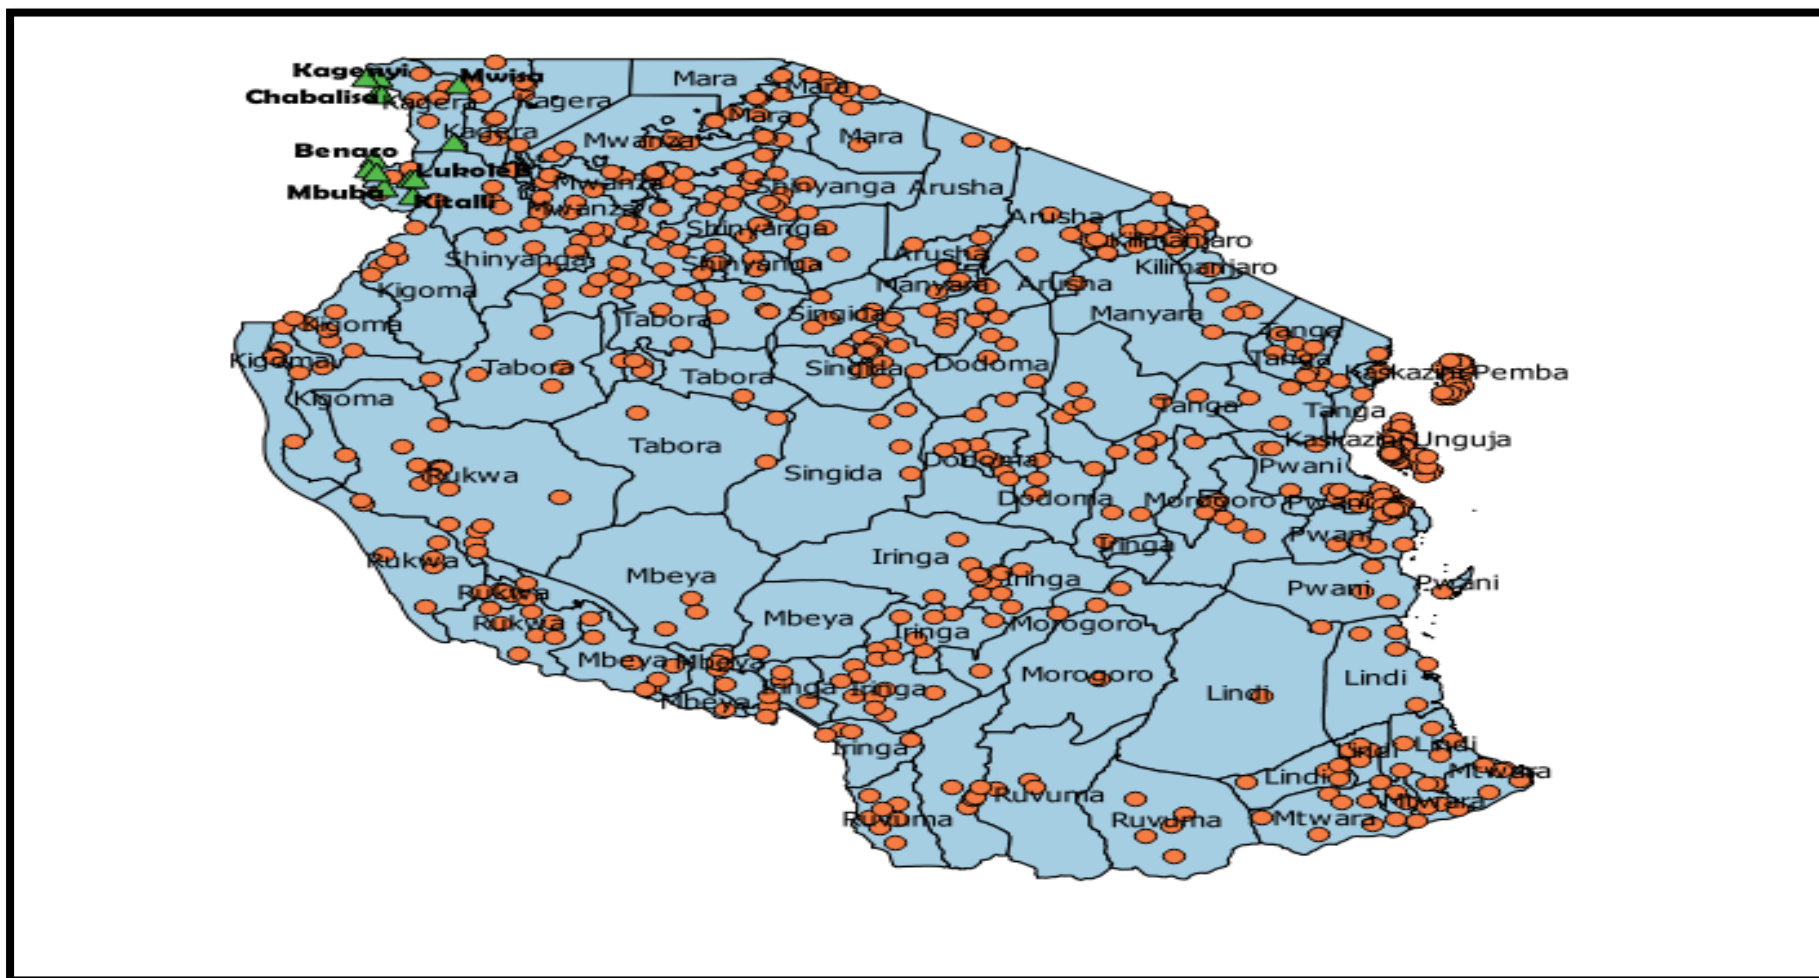 Kagenyi
Mwisa
Mara
Mara
Chabalisa
Kagera
Kagera
Mara
Kagera
Mwanza
Mara
Benaco
Lukole B
Mwanza
Shinyanga
Arusha
Mbuba
Kitalli
Mwanza
Arusha
Shinyanga
Kilimanjaro
Arusha
Shinyanga
Shinyanga
Kilimanjaro
Kigoma
Manyara
Arusha
Singida
Manyara
Tabora
Kigoma
Tanga
Kigoma
Tabora
Tabora
Singida
Dodoma
Tanga
Kaskazini Pemba
Kigoma
Tanga
Tanga
Tabora
Kaskazini Unguja
Rukwa
Singida
Dodoma
Pwani
Dodoma
Morogoro
Pwani
Pwani
Rukwa
Iringa
Iringa
Mbeya
Iringa
Pwani
Pwani
Rukwa
Rukwa
Mbeya
Iringa
Morogoro
Mbeya
Mbeya
Iringa
Iringa
Morogoro
Lindi
Lindi
Mbeya
Iringa
Lindi
Lindi
Lindi
Mtwara
Ruvuma
Mtwara
Ruvuma
Ruvuma
Mtwara